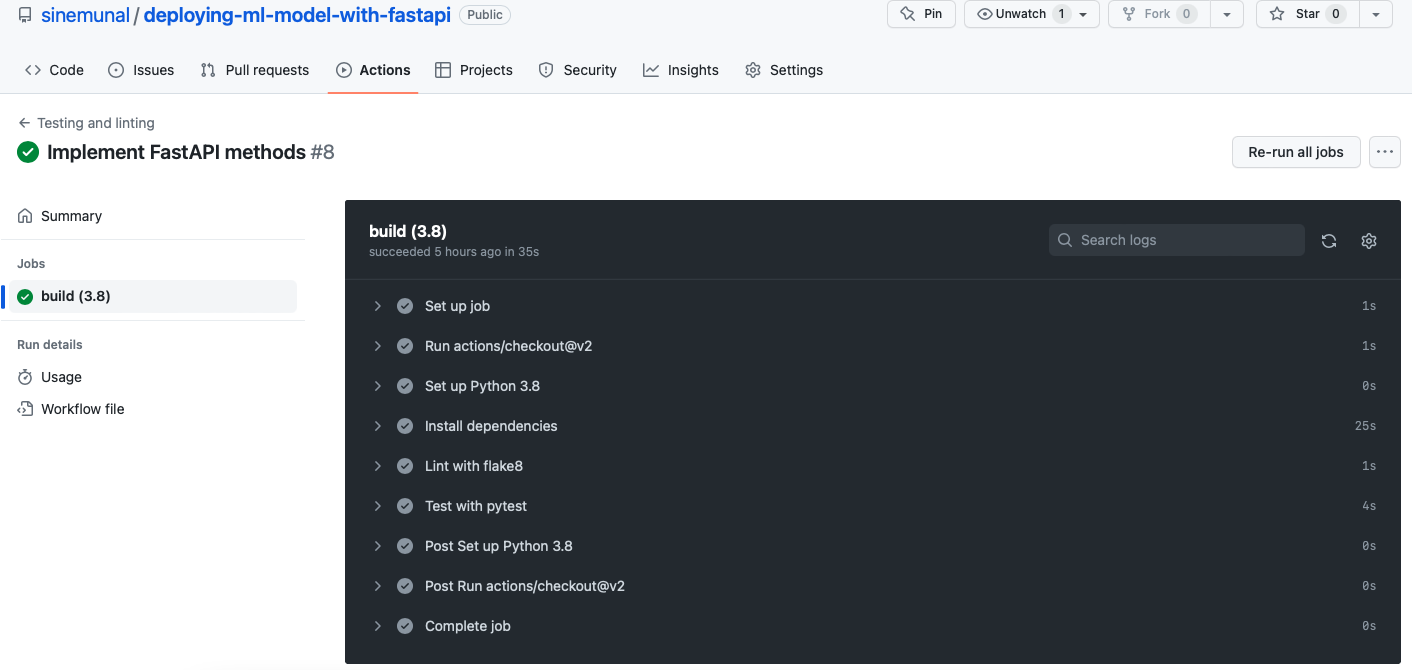 sinemunal / deploying-ml-model-with-fastapi Public Pin Unwatch 1 Fork 0 Star 0
Code Issues Pull requests Actions Projects Security Insights Settings
Testing and linting
Implement FastAPI methods #8
Re-run all jobs
Summary
Jobs
build (3.8)
Run details
Usage
Workflow file
build (3.8)
succeeded 5 hours ago in 35s
Search logs
Set up job 1s
Run actions/checkout@v2 1s
Set up Python 3.8 0s
Install dependencies 25s
Lint with flake8 1s
Test with pytest 4s
Post Set up Python 3.8 0s
Post Run actions/checkout@v2 0s
Complete job 0s